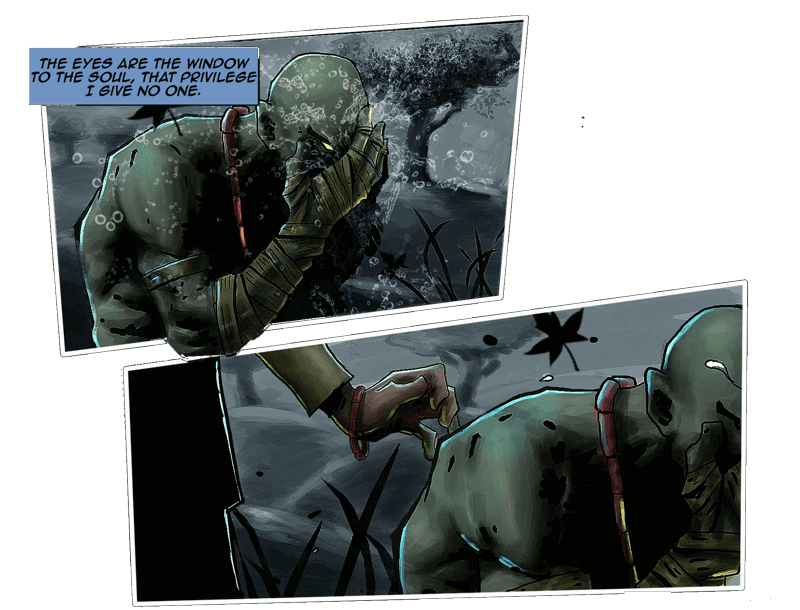 THE EYES ARE THE WINDOW
TO THE SOUL, THAT PRIVILEGE
I GIVE NO ONE.